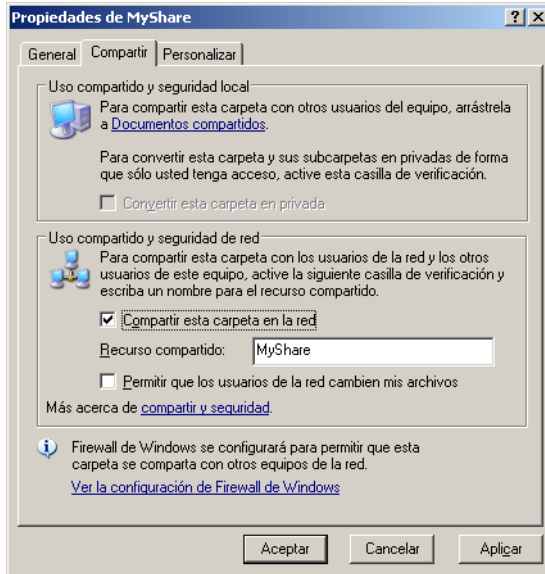 Propiedades de MyShare
General Compartir Personalizar
Uso compartido y seguridad local
Para compartir esta carpeta con otros usuarios del equipo, arrástrela
a Documentos compartidos.
Para convertir esta carpeta y sus subcarpetas en privadas de forma
que sólo usted tenga acceso, active esta casilla de verificación.
Convertir esta carpeta en privada
Uso compartido y seguridad de red
Para compartir esta carpeta con los usuarios de la red y los otros
usuarios de este equipo, active la siguiente casilla de verificación y
escriba un nombre para el recurso compartido.
Compartir esta carpeta en la red
Recurso compartido: MyShare
Permitir que los usuarios de la red cambien mis archivos
Más acerca de compartir y seguridad.
Firewall de Windows se configurará para permitir que esta
carpeta se comparta con otros equipos de la red.
Ver la configuración de Firewall de Windows
Aceptar Cancelar Aplicar